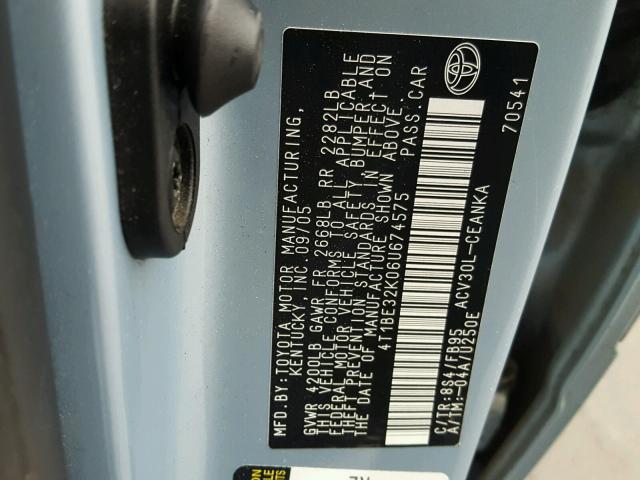 MFD.BY:TOYOTA MOTOR MANUFACTURING,
KENTUCKY, INC. 09/05
GVWR 4200LB GAWR FR 2668LB RR 2282LB
THIS VEHICLE CONFORMS TO ALL APPLICABLE
FEDERAL MOTOR VEHICLE SAFETY, BUMPER, AND
THEFT PREVENTION STANDARDS IN EFFECT ON
THE DATE OF MANUFACTURE SHOWN ABOVE.
4T1BE32K06U674575 PASS.CAR
C/TR:8S4/FB95 ACV30L-CEANKA
A/TM:-04A/U250E
70541